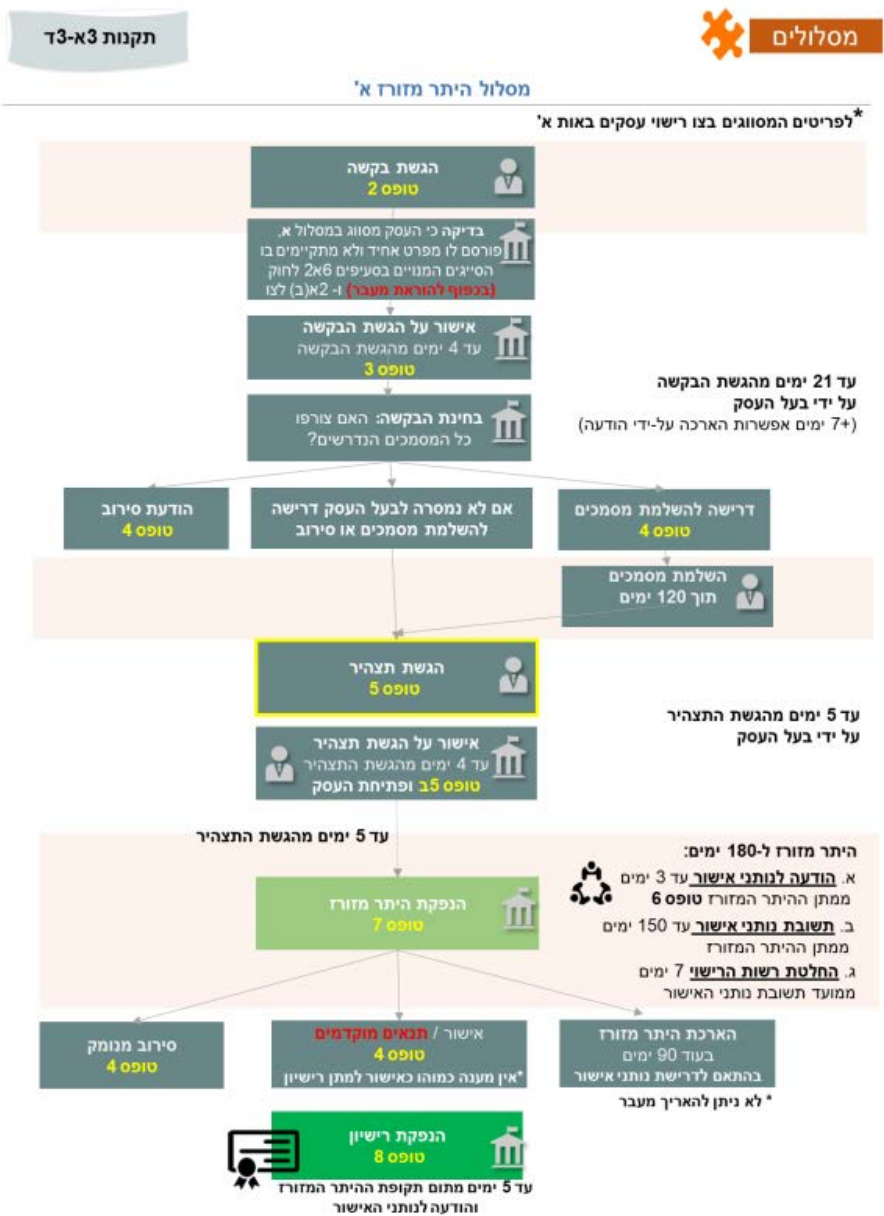 מסלולים
תקנות 3א-3ד
מסלול היתר מזורז א'
*לפריטים המסווגים בצו רישוי עסקים באות א'
הגשת בקשה
טופס 2
בדיקה כי העסק מסווג במסלול א,
פורסם לו מפרט אחיד ולא מתקיימים בו
הסייגים המנויים בסעיפים 6א2 לחוק
(בכפוף להוראת מעבר) ו- 2א(ב) לצו
אישור על הגשת הבקשה
עד 4 ימים מהגשת הבקשה
טופס 3
עד 21 ימים מהגשת הבקשה
על ידי בעל העסק
(+7 ימים אפשרות הארכה על-ידי הודעה)
בחינת הבקשה: האם צורפו
כל המסמכים הנדרשים?
דרישה להשלמת מסמכים
טופס 4
אם לא נמסרה לבעל העסק דרישה
להשלמת מסמכים או סירוב
הודעת סירוב
טופס 4
השלמת מסמכים
תוך 120 ימים
הגשת תצהיר
טופס 5
עד 5 ימים מהגשת התצהיר
על ידי בעל העסק
אישור על הגשת תצהיר
עד 4 ימים מהגשת התצהיר
טופס 5ב ופתיחת העסק
עד 5 ימים מהגשת התצהיר
היתר מזורז ל-180 ימים:
א. הודעה לנותני אישור עד 3 ימים
ממתן ההיתר המזורז טופס 6
ב. תשובת נותני אישור עד 150 ימים
ממתן ההיתר המזורז
ג. החלטת רשות הרישוי 7 ימים
ממועד תשובת נותני האישור
הנפקת היתר מזורז
טופס 7
הארכת היתר מזורז
בעוד 90 ימים
בהתאם לדרישת נותני אישור
* לא ניתן להאריך מעבר
אישור / תנאים מוקדמים
טופס 4
*אין מענה כמוהו כאישור למתן רישיון
סירוב מנומק
טופס 4
הנפקת רישיון
טופס 8
עד 5 ימים מתום תקופת ההיתר המזורז
והודעה לנותני האישור